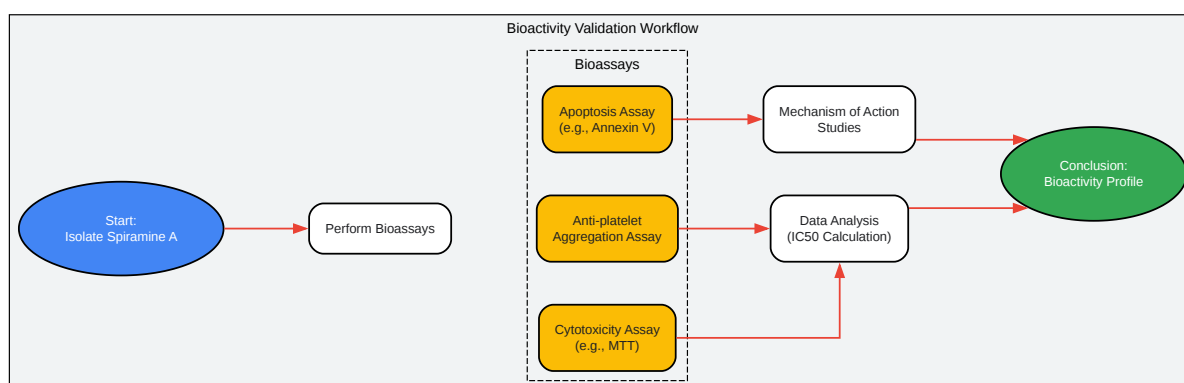 Bioactivity Validation Workflow
Bioassays
Apoptosis Assay
(e.g., Annexin V)
Mechanism of Action
Studies
Conclusion:
Bioactivity Profile
Start:
Isolate Spiramine A
Perform Bioassays
Anti-platelet
Aggregation Assay
Data Analysis
(IC50 Calculation)
Cytotoxicity Assay
(e.g., MTT)